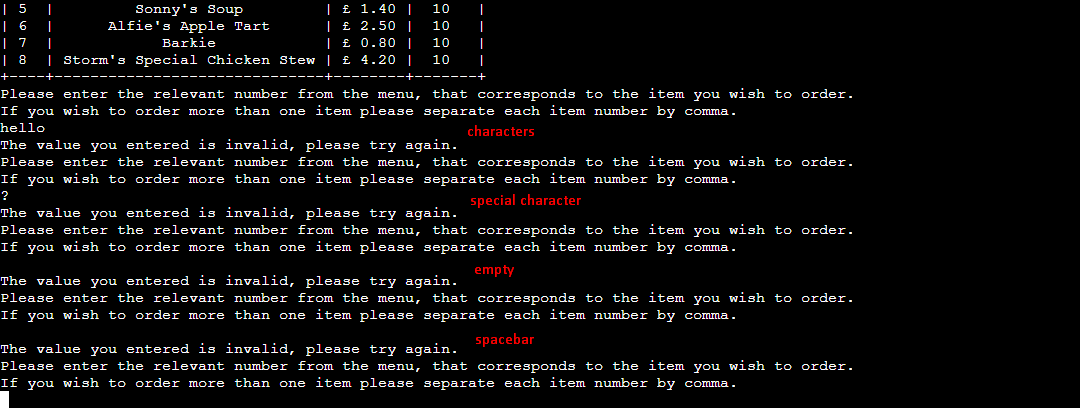 | 5  |         Sonny's Soup         | £ 1.40 |  10   |
| 6  |      Alfie's Apple Tart      | £ 2.50 |  10   |
| 7  |            Barkie            | £ 0.80 |  10   |
| 8  | Storm's Special Chicken Stew | £ 4.20 |  10   |
+----+------------------------------+--------+-------+
Please enter the relevant number from the menu, that corresponds to the item you wish to order.
If you wish to order more than one item please separate each item number by comma.
hello
characters
The value you entered is invalid, please try again.
Please enter the relevant number from the menu, that corresponds to the item you wish to order.
If you wish to order more than one item please separate each item number by comma.
?
special character
The value you entered is invalid, please try again.
Please enter the relevant number from the menu, that corresponds to the item you wish to order.
If you wish to order more than one item please separate each item number by comma.
empty
The value you entered is invalid, please try again.
Please enter the relevant number from the menu, that corresponds to the item you wish to order.
If you wish to order more than one item please separate each item number by comma.
spacebar
The value you entered is invalid, please try again.
Please enter the relevant number from the menu, that corresponds to the item you wish to order.
If you wish to order more than one item please separate each item number by comma.